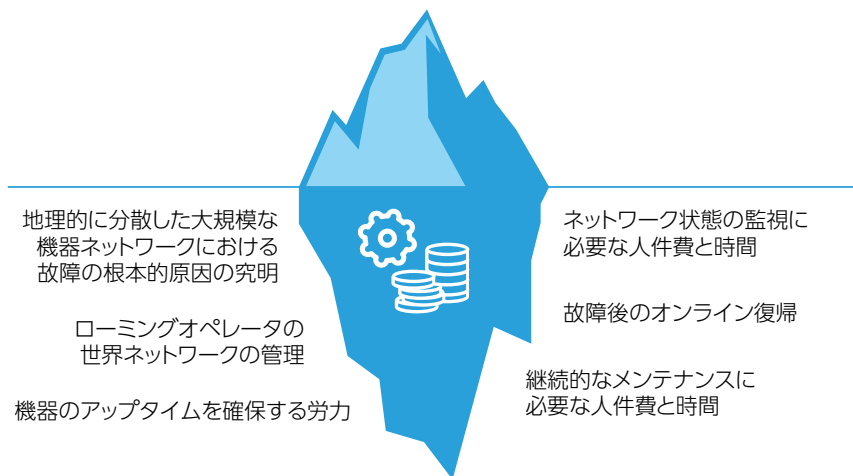 地理的に分散した大規模な
機器ネットワークにおける
故障の根本的原因の究明
ローミングオペレータの
世界ネットワークの管理
機器のアップタイムを確保する労力
ネットワーク状態の監視に
必要な人件費と時間
故障後のオンライン復帰
継続的なメンテナンスに
必要な人件費と時間